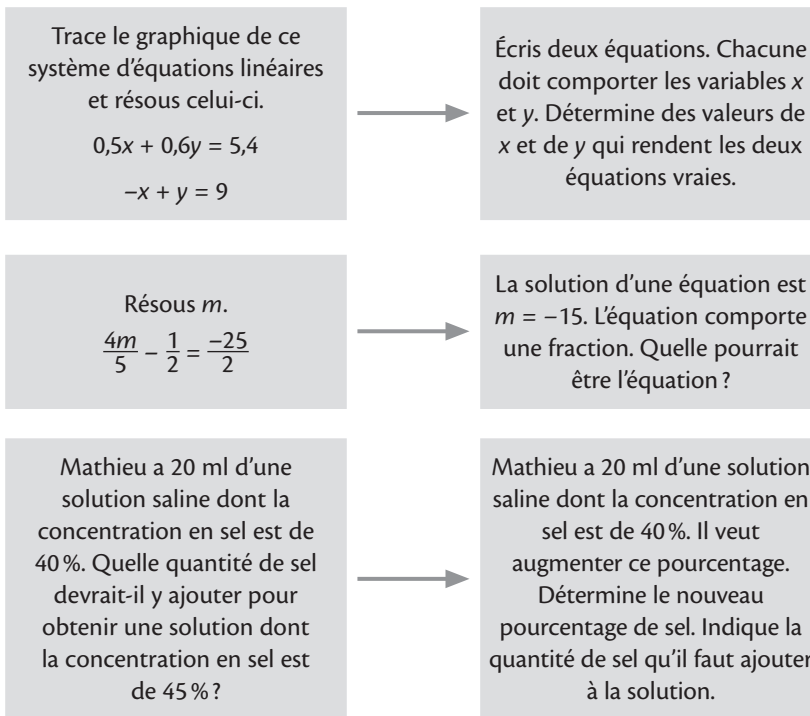 Trace le graphique de ce
système d'équations linéaires
et résous celui-ci.
0,5x + 0,6y = 5,4
–x + y = 9
Écris deux équations. Chacune
doit comporter les variables x
et y. Détermine des valeurs de
x et de y qui rendent les deux
équations vraies.
Résous m.
4m/5 – 1/2 = –25/2
La solution d'une équation est
m = –15. L'équation comporte
une fraction. Quelle pourrait
être l'équation ?
Mathieu a 20 ml d'une
solution saline dont la
concentration en sel est de
40 %. Quelle quantité de sel
devrait-il y ajouter pour
obtenir une solution dont
la concentration en sel est
de 45 % ?
Mathieu a 20 ml d'une solution
saline dont la concentration en
sel est de 40 %. Il veut
augmenter ce pourcentage.
Détermine le nouveau
pourcentage de sel. Indique la
quantité de sel qu'il faut ajouter
à la solution.